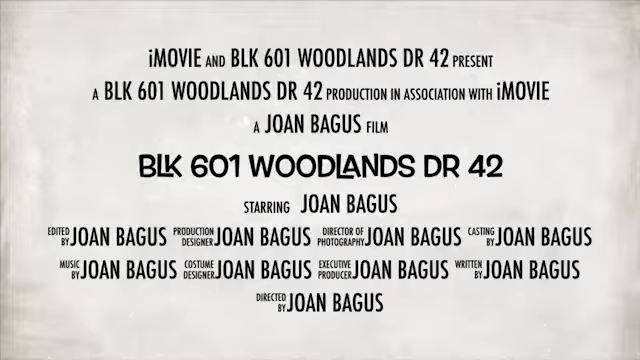 iMOVIE AND BLK 601 WOODLANDS DR 42 PRESENT
A BLK 601 WOODLANDS DR 42 PRODUCTION IN ASSOCIATION WITH iMOVIE
A JOAN BAGUS FILM
BLK 601 WOODLANDS DR 42
STARRING JOAN BAGUS
EDITED BY JOAN BAGUS PRODUCTION DESIGNER JOAN BAGUS DIRECTOR OF PHOTOGRAPHY JOAN BAGUS CASTING BY JOAN BAGUS
MUSIC BY JOAN BAGUS COSTUME DESIGNER JOAN BAGUS EXECUTIVE PRODUCER JOAN BAGUS WRITTEN BY JOAN BAGUS
DIRECTED BY JOAN BAGUS